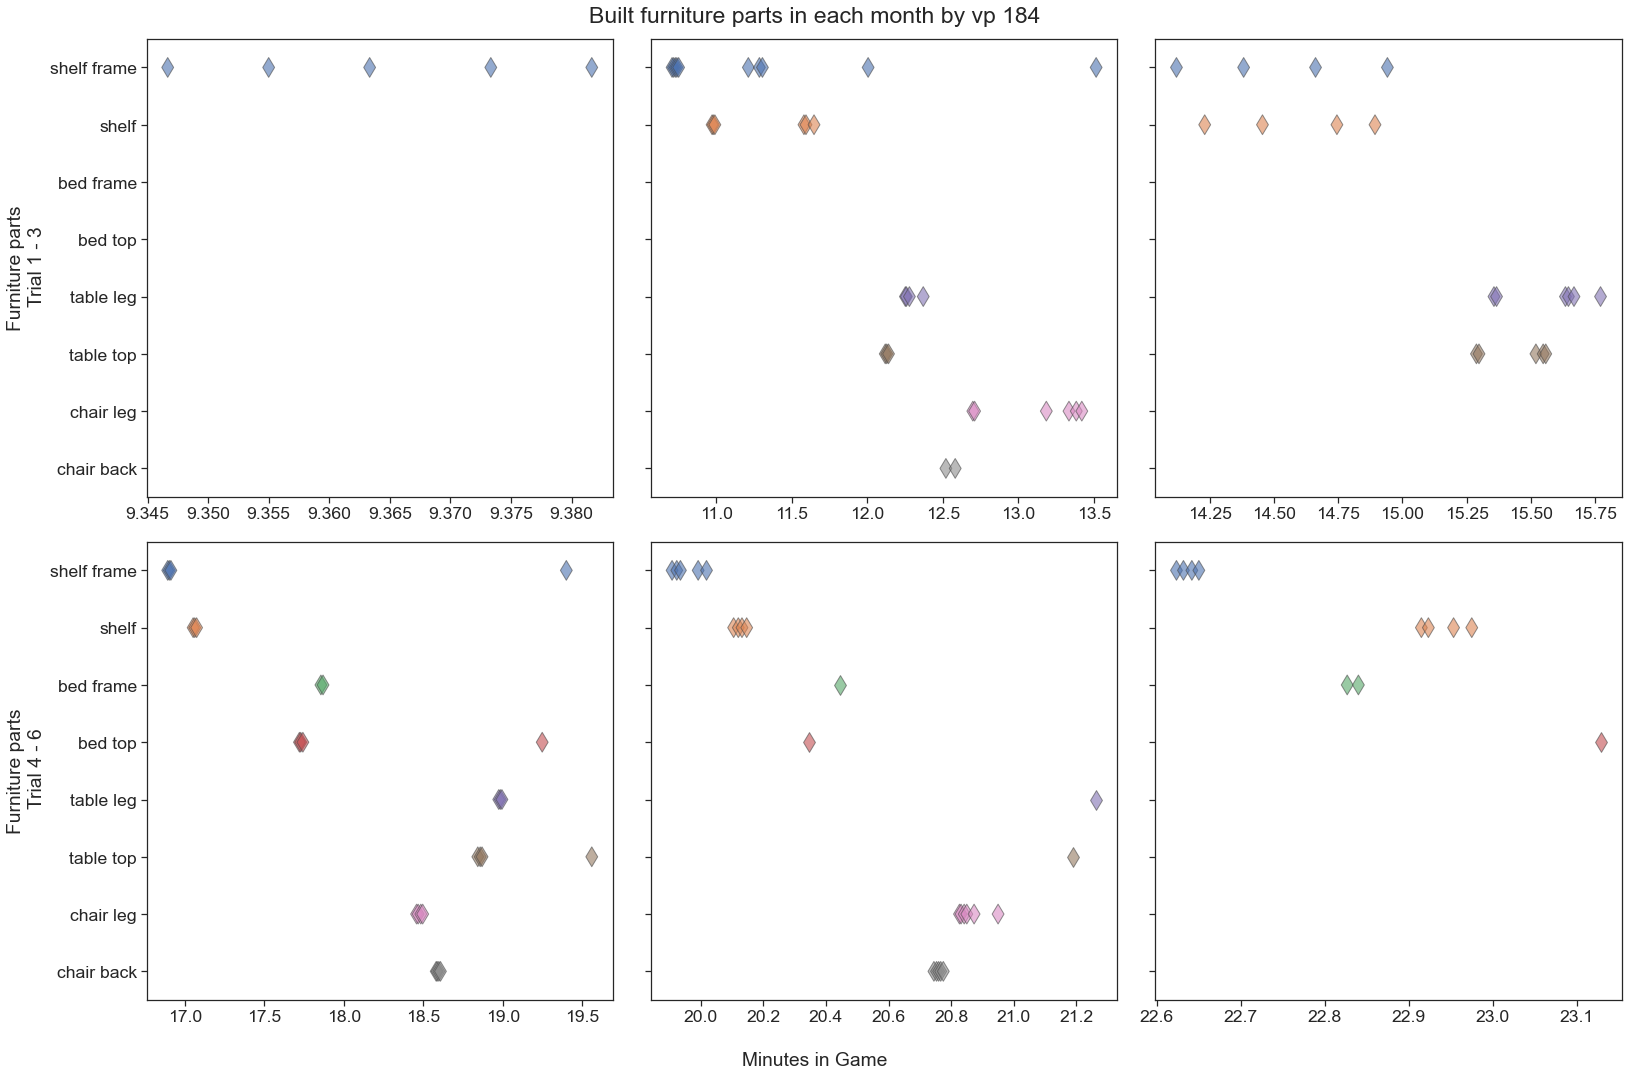 Built furniture parts in each month by vp 184
Furniture parts
Trial 1 - 3
shelf frame
shelf
bed frame
bed top
table leg
table top
chair leg
chair back
9.345 9.350 9.355 9.360 9.365 9.370 9.375 9.380
11.0 11.5 12.0 12.5 13.0 13.5
14.25 14.50 14.75 15.00 15.25 15.50 15.75
Furniture parts
Trial 4 - 6
shelf frame
shelf
bed frame
bed top
table leg
table top
chair leg
chair back
17.0 17.5 18.0 18.5 19.0 19.5
20.0 20.2 20.4 20.6 20.8 21.0 21.2
22.6 22.7 22.8 22.9 23.0 23.1
Minutes in Game